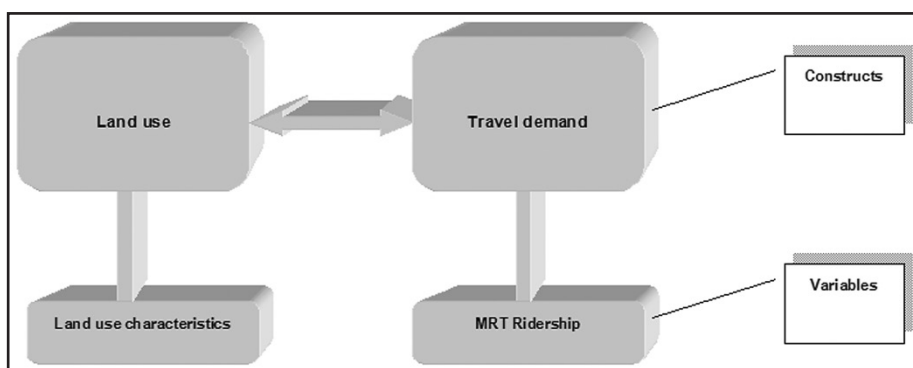 Land use
Travel demand
Constructs
Land use characteristics
MRT Ridership
Variables